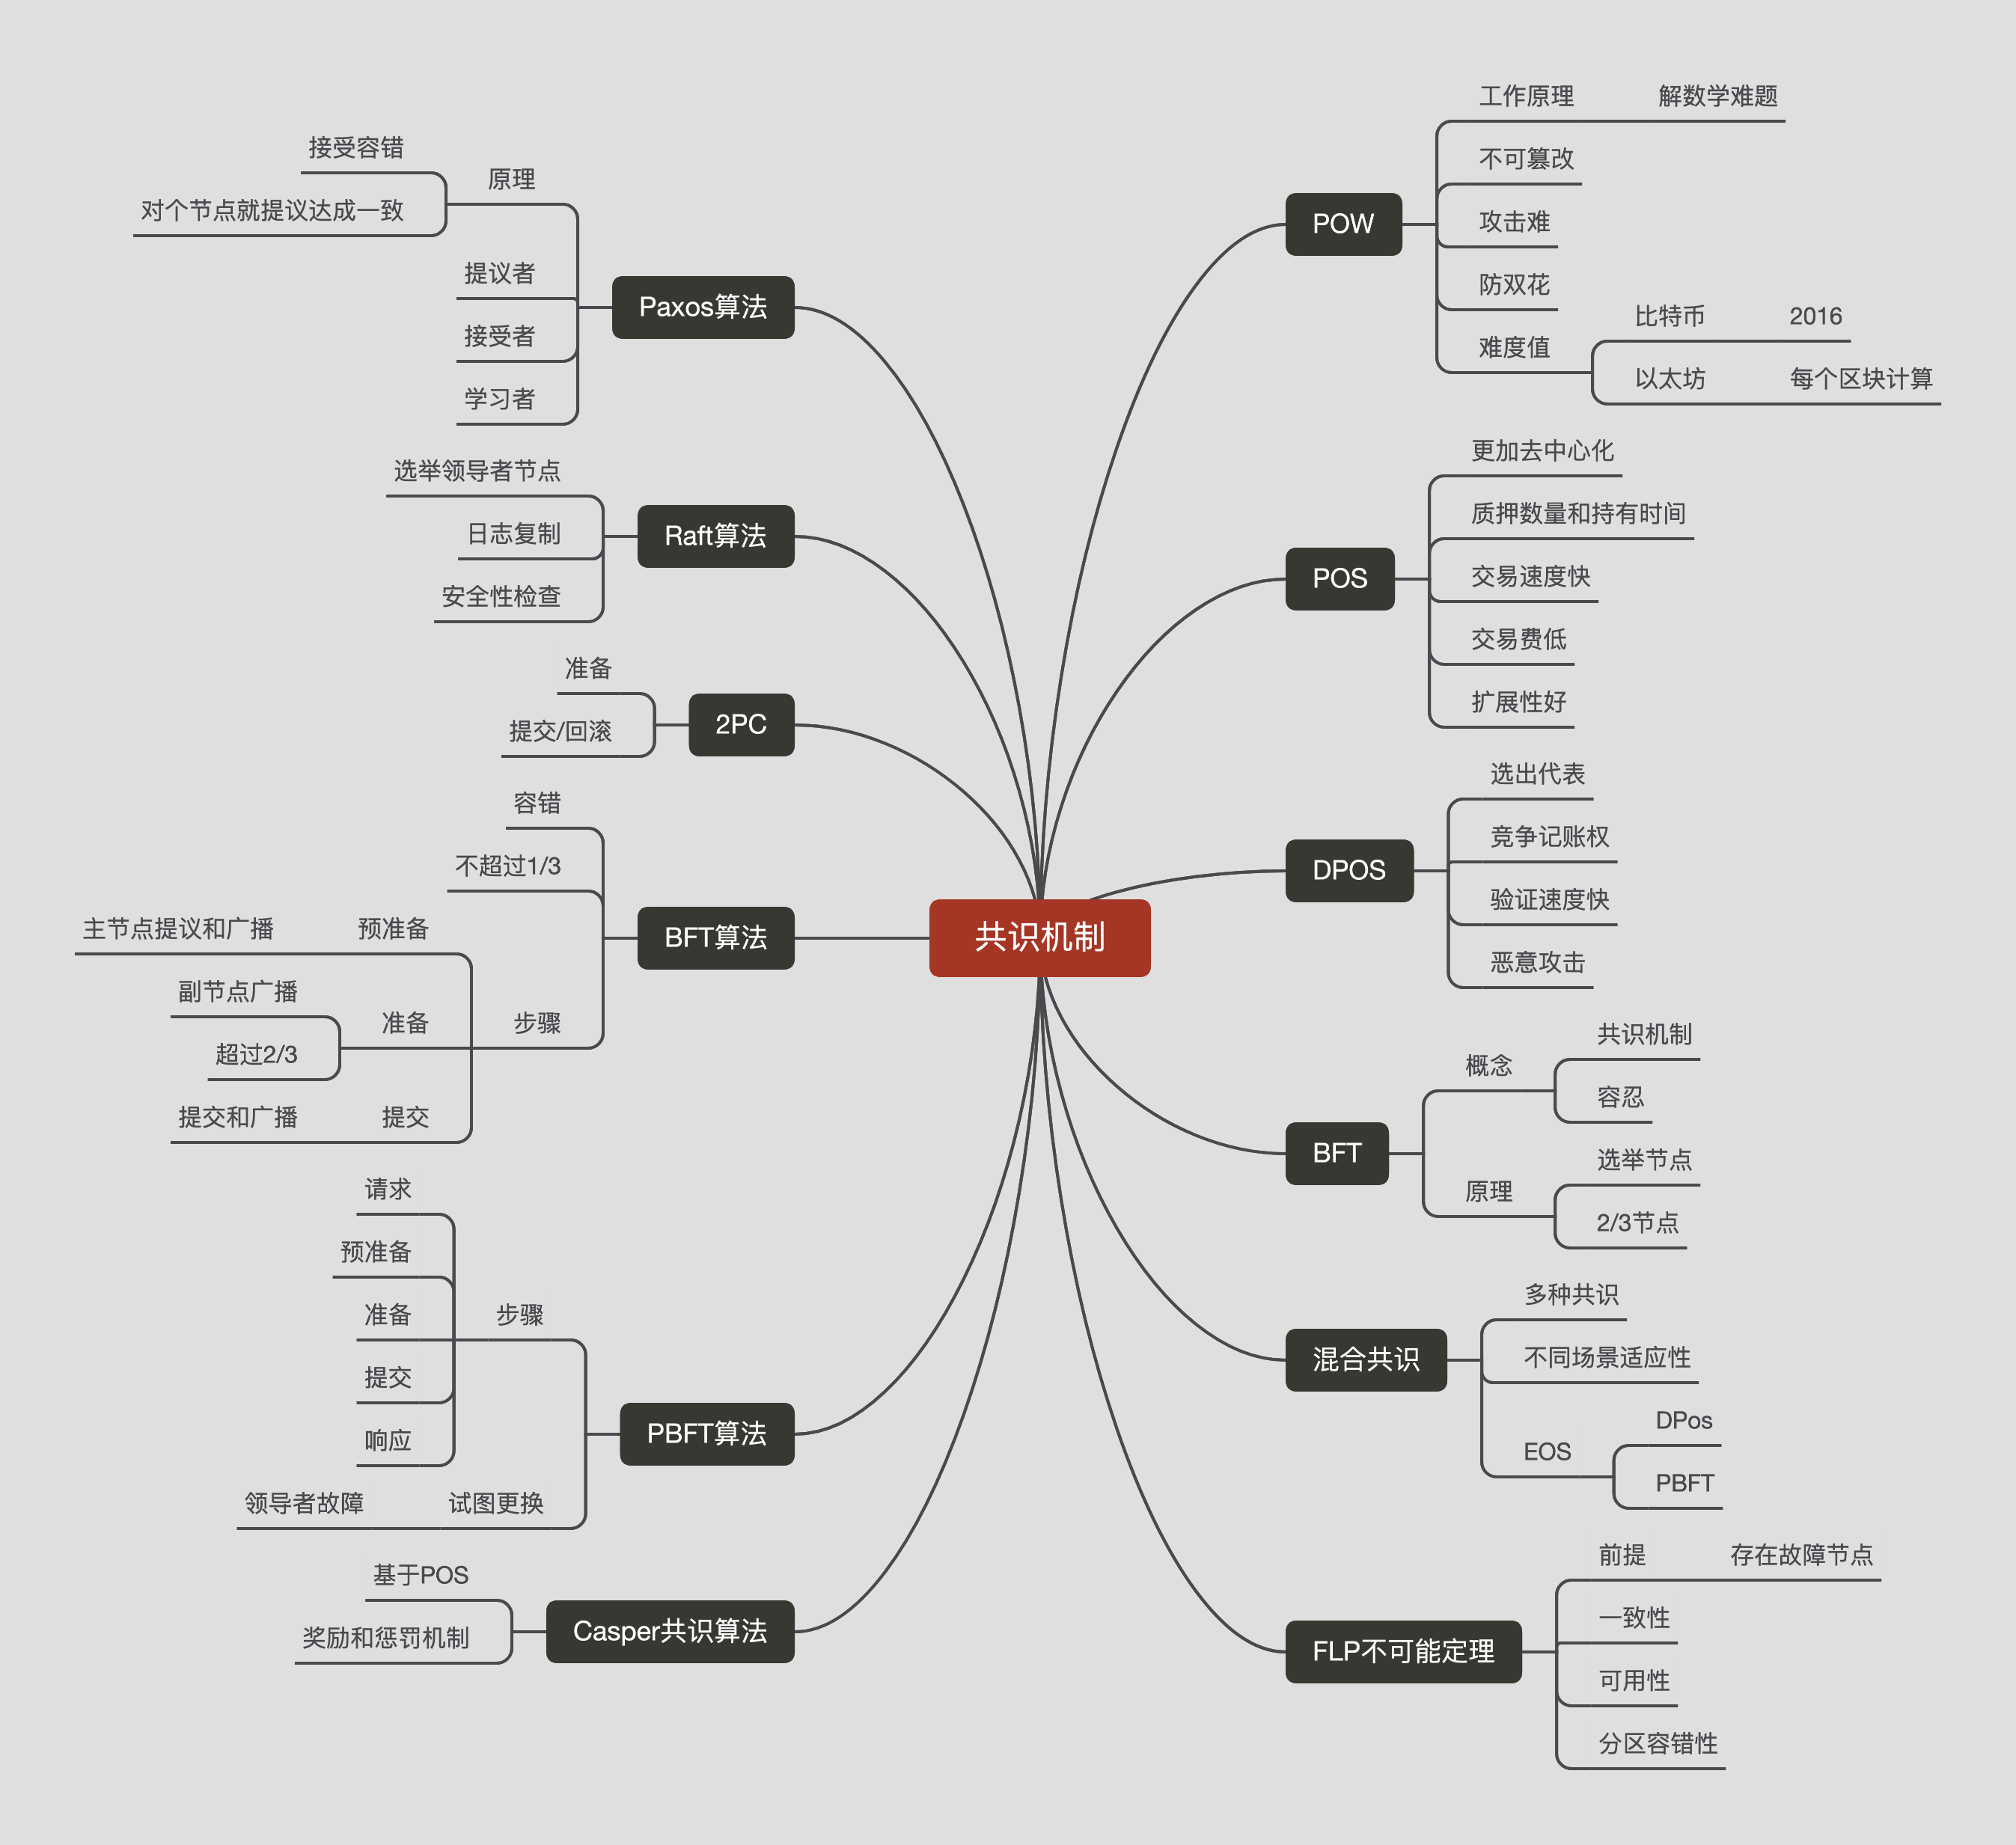 共识机制
POW
工作原理
解数学难题
不可篡改
攻击难
防双花
难度值
比特币
2016
以太坊
每个区块计算
POS
更加去中心化
质押数量和持有时间
交易速度快
交易费低
扩展性好
DPOS
选出代表
竞争记账权
验证速度快
恶意攻击
BFT
概念
共识机制
容忍
原理
选举节点
2/3节点
混合共识
多种共识
不同场景适应性
EOS
DPos
PBFT
FLP不可能定理
前提
存在故障节点
一致性
可用性
分区容错性
Paxos算法
原理
接受容错
对个节点就提议达成一致
提议者
接受者
学习者
Raft算法
选举领导者节点
日志复制
安全性检查
2PC
准备
提交/回滚
BFT算法
容错
不超过1/3
步骤
预准备
主节点提议和广播
准备
副节点广播
超过2/3
提交
提交和广播
PBFT算法
步骤
请求
预准备
准备
提交
响应
试图更换
领导者故障
Casper共识算法
基于POS
奖励和惩罚机制